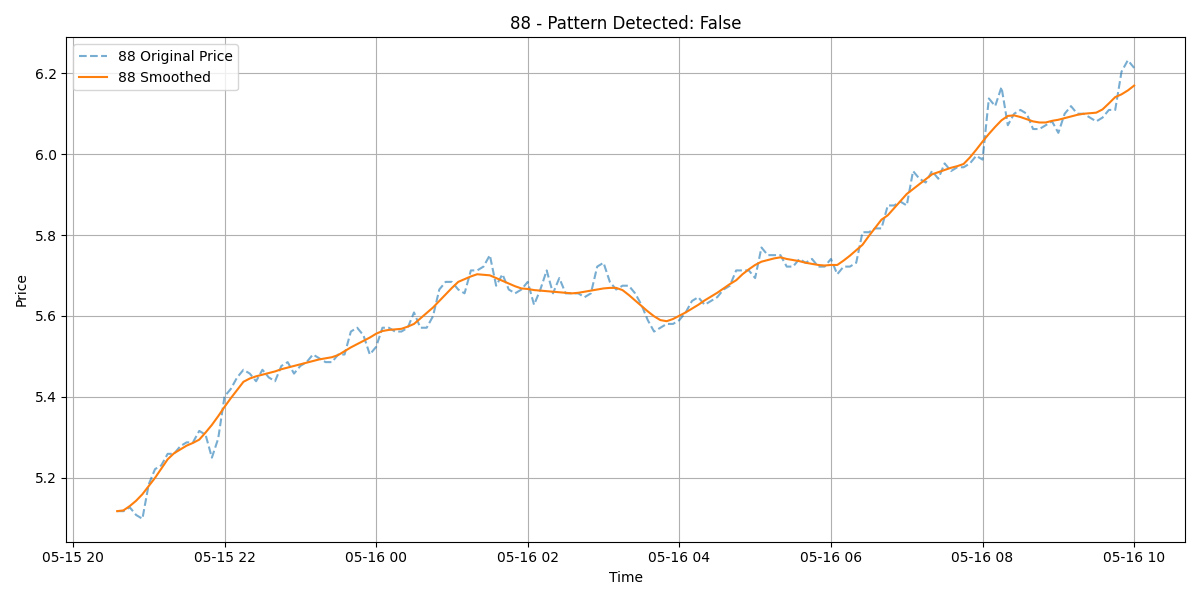 88 - Pattern Detected: False
88 Original Price
88 Smoothed
Price
6.2
6.0
5.8
5.6
5.4
5.2
05-15 20
05-15 22
05-16 00
05-16 02
05-16 04
05-16 06
05-16 08
05-16 10
Time